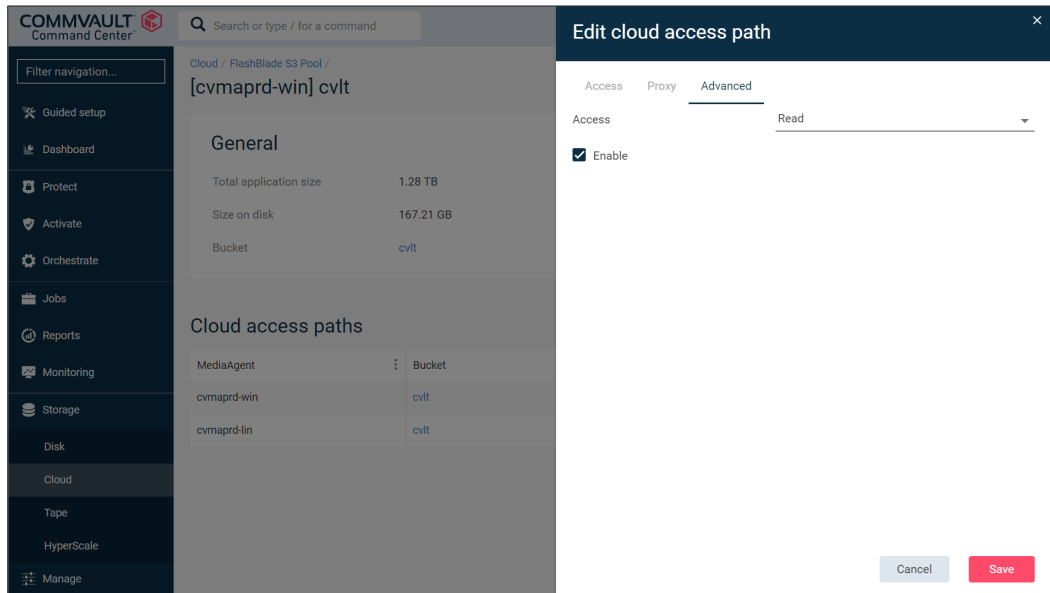 COMMVAULT
Command Center™
Filter navigation...
Guided setup
Dashboard
Protect
Activate
Orchestrate
Jobs
Reports
Monitoring
Storage
Disk
Cloud
Tape
HyperScale
Manage
Search or type / for a command
Cloud / FlashBlade S3 Pool /
[cvmaprd-win] cvlt
General
Total application size 1.28 TB
Size on disk 167.21 GB
Bucket cvlt
Cloud access paths
MediaAgent Bucket
cvmaprd-win cvlt
cvmaprd-lin cvlt
Edit cloud access path
Access Proxy Advanced
Access Read
Enable
Cancel Save